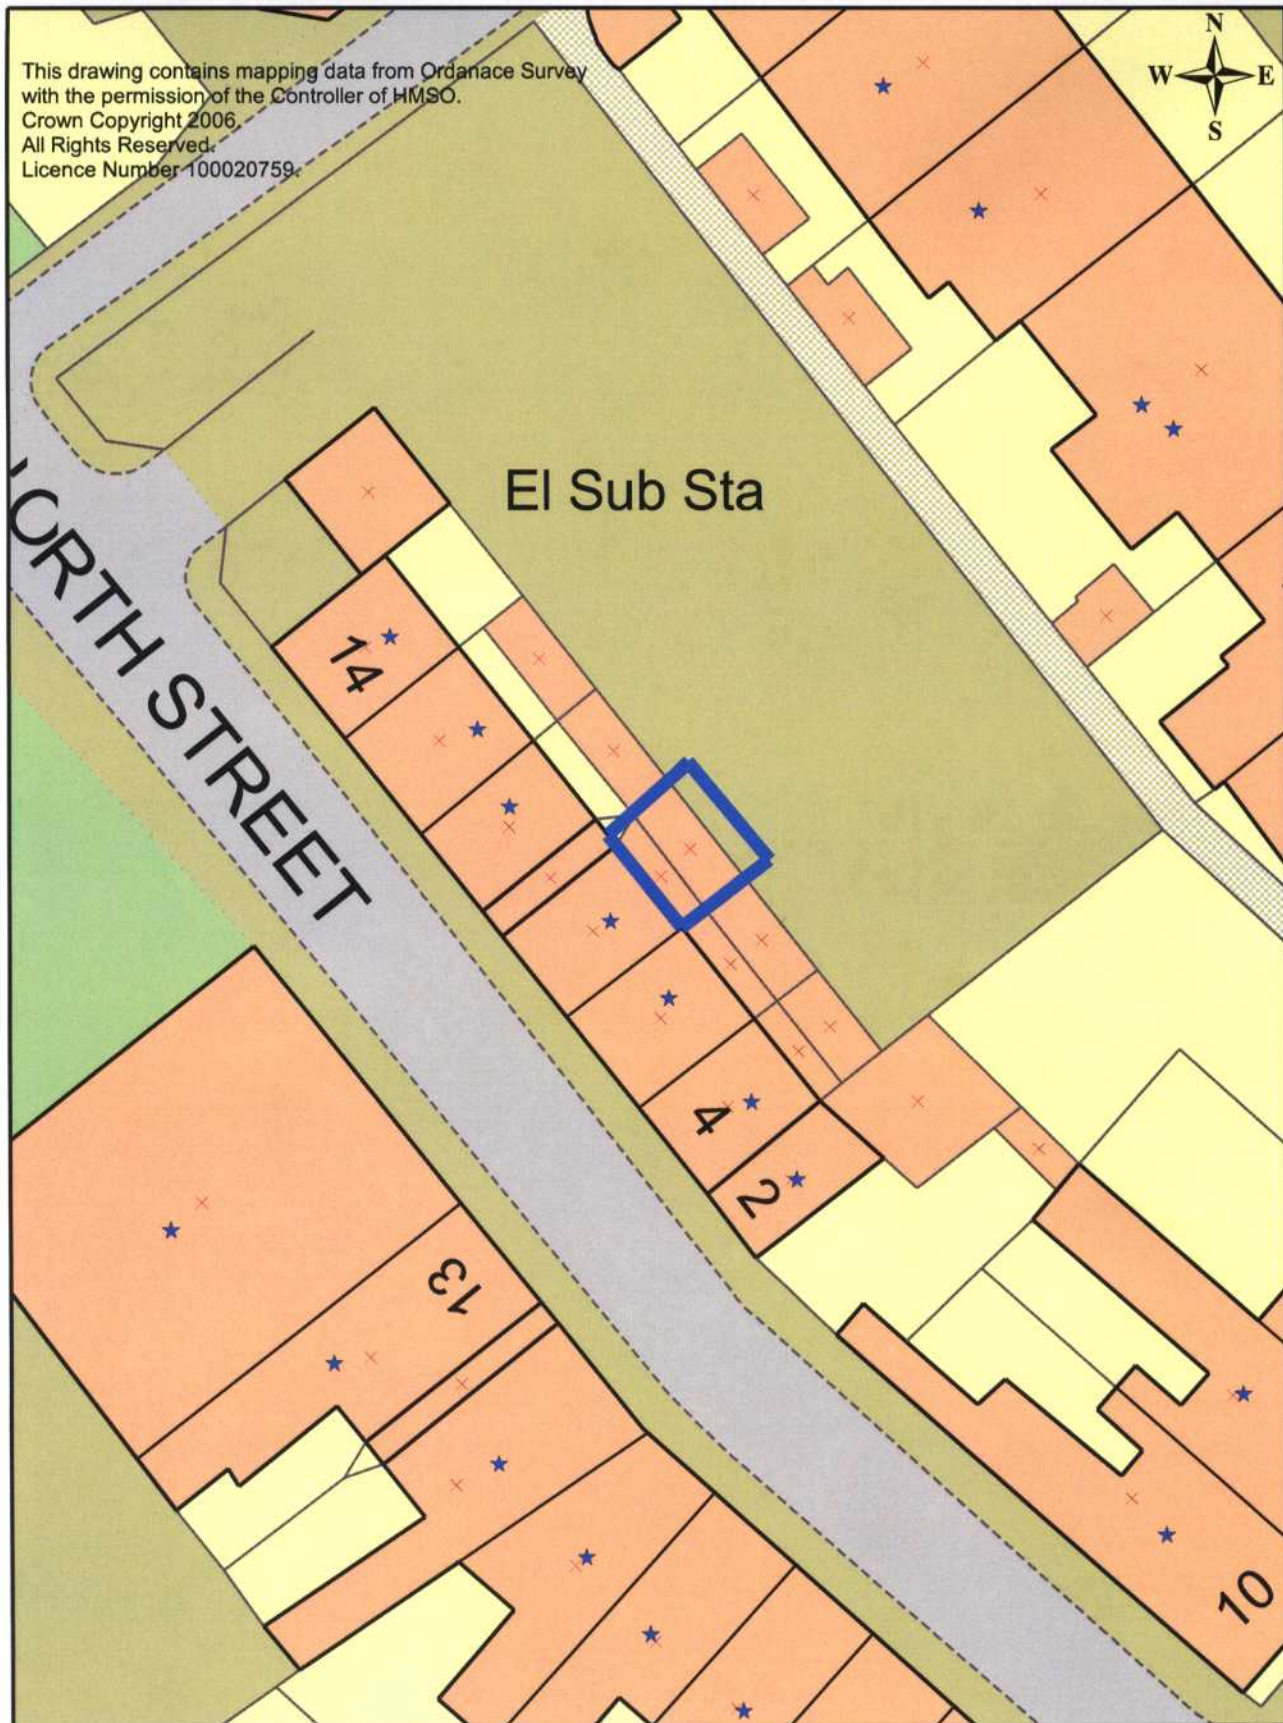 This drawing contains mapping data from Ordanace Survey
with the permission of the Controller of HMSO.
Crown Copyright 2006.
All Rights Reserved.
Licence Number 100020759.
N
W E
S
El Sub Sta
NORTH STREET
14
4
2
13
10